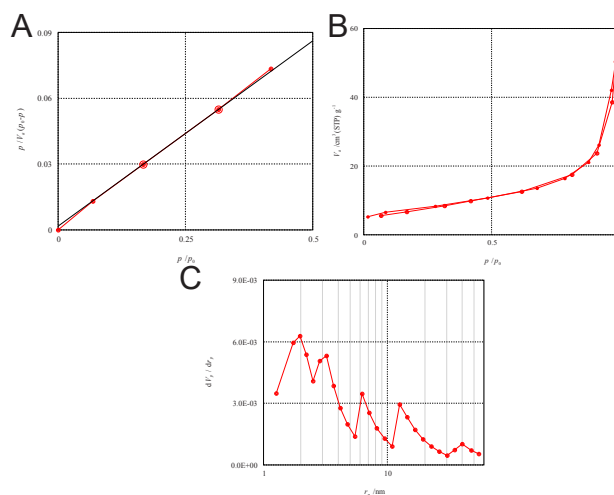 A
0.09
0.06
0.03
0
0
0.25
0.5
p / Vₐ (p₀-p)
p /p₀
B
60
40
20
0
0
0.5
Vₐ /cm³(STP) g⁻¹
p /p₀
C
9.0E-03
6.0E-03
3.0E-03
0.0E+00
1
10
dVₚ / drₚ
rₚ /nm